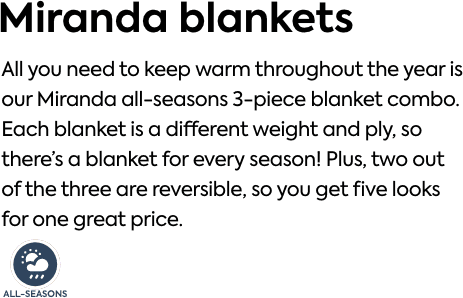 Miranda blankets
All you need to keep warm throughout the year is
our Miranda all-seasons 3-piece blanket combo.
Each blanket is a different weight and ply, so
there’s a blanket for every season! Plus, two out
of the three are reversible, so you get five looks
for one great price.
ALL-SEASONS